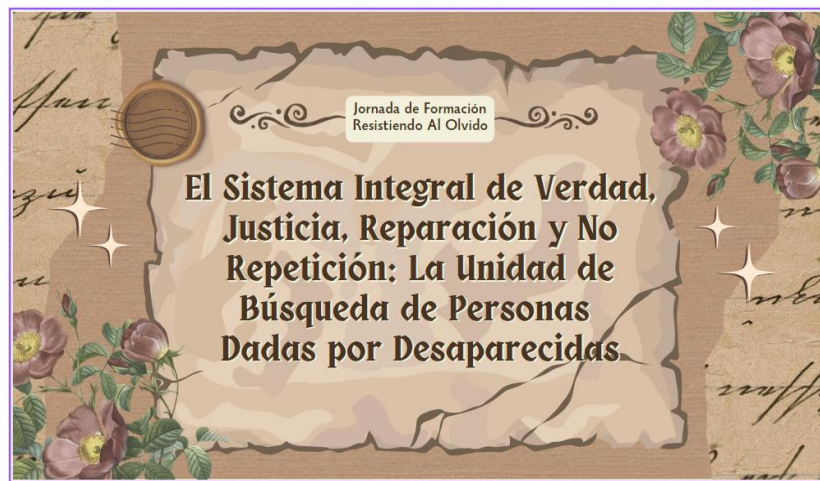 Jornada de Formación
Resistiendo Al Olvido
El Sistema Integral de Verdad,
Justicia, Reparación y No
Repetición: La Unidad de
Búsqueda de Personas
Dadas por Desaparecidas